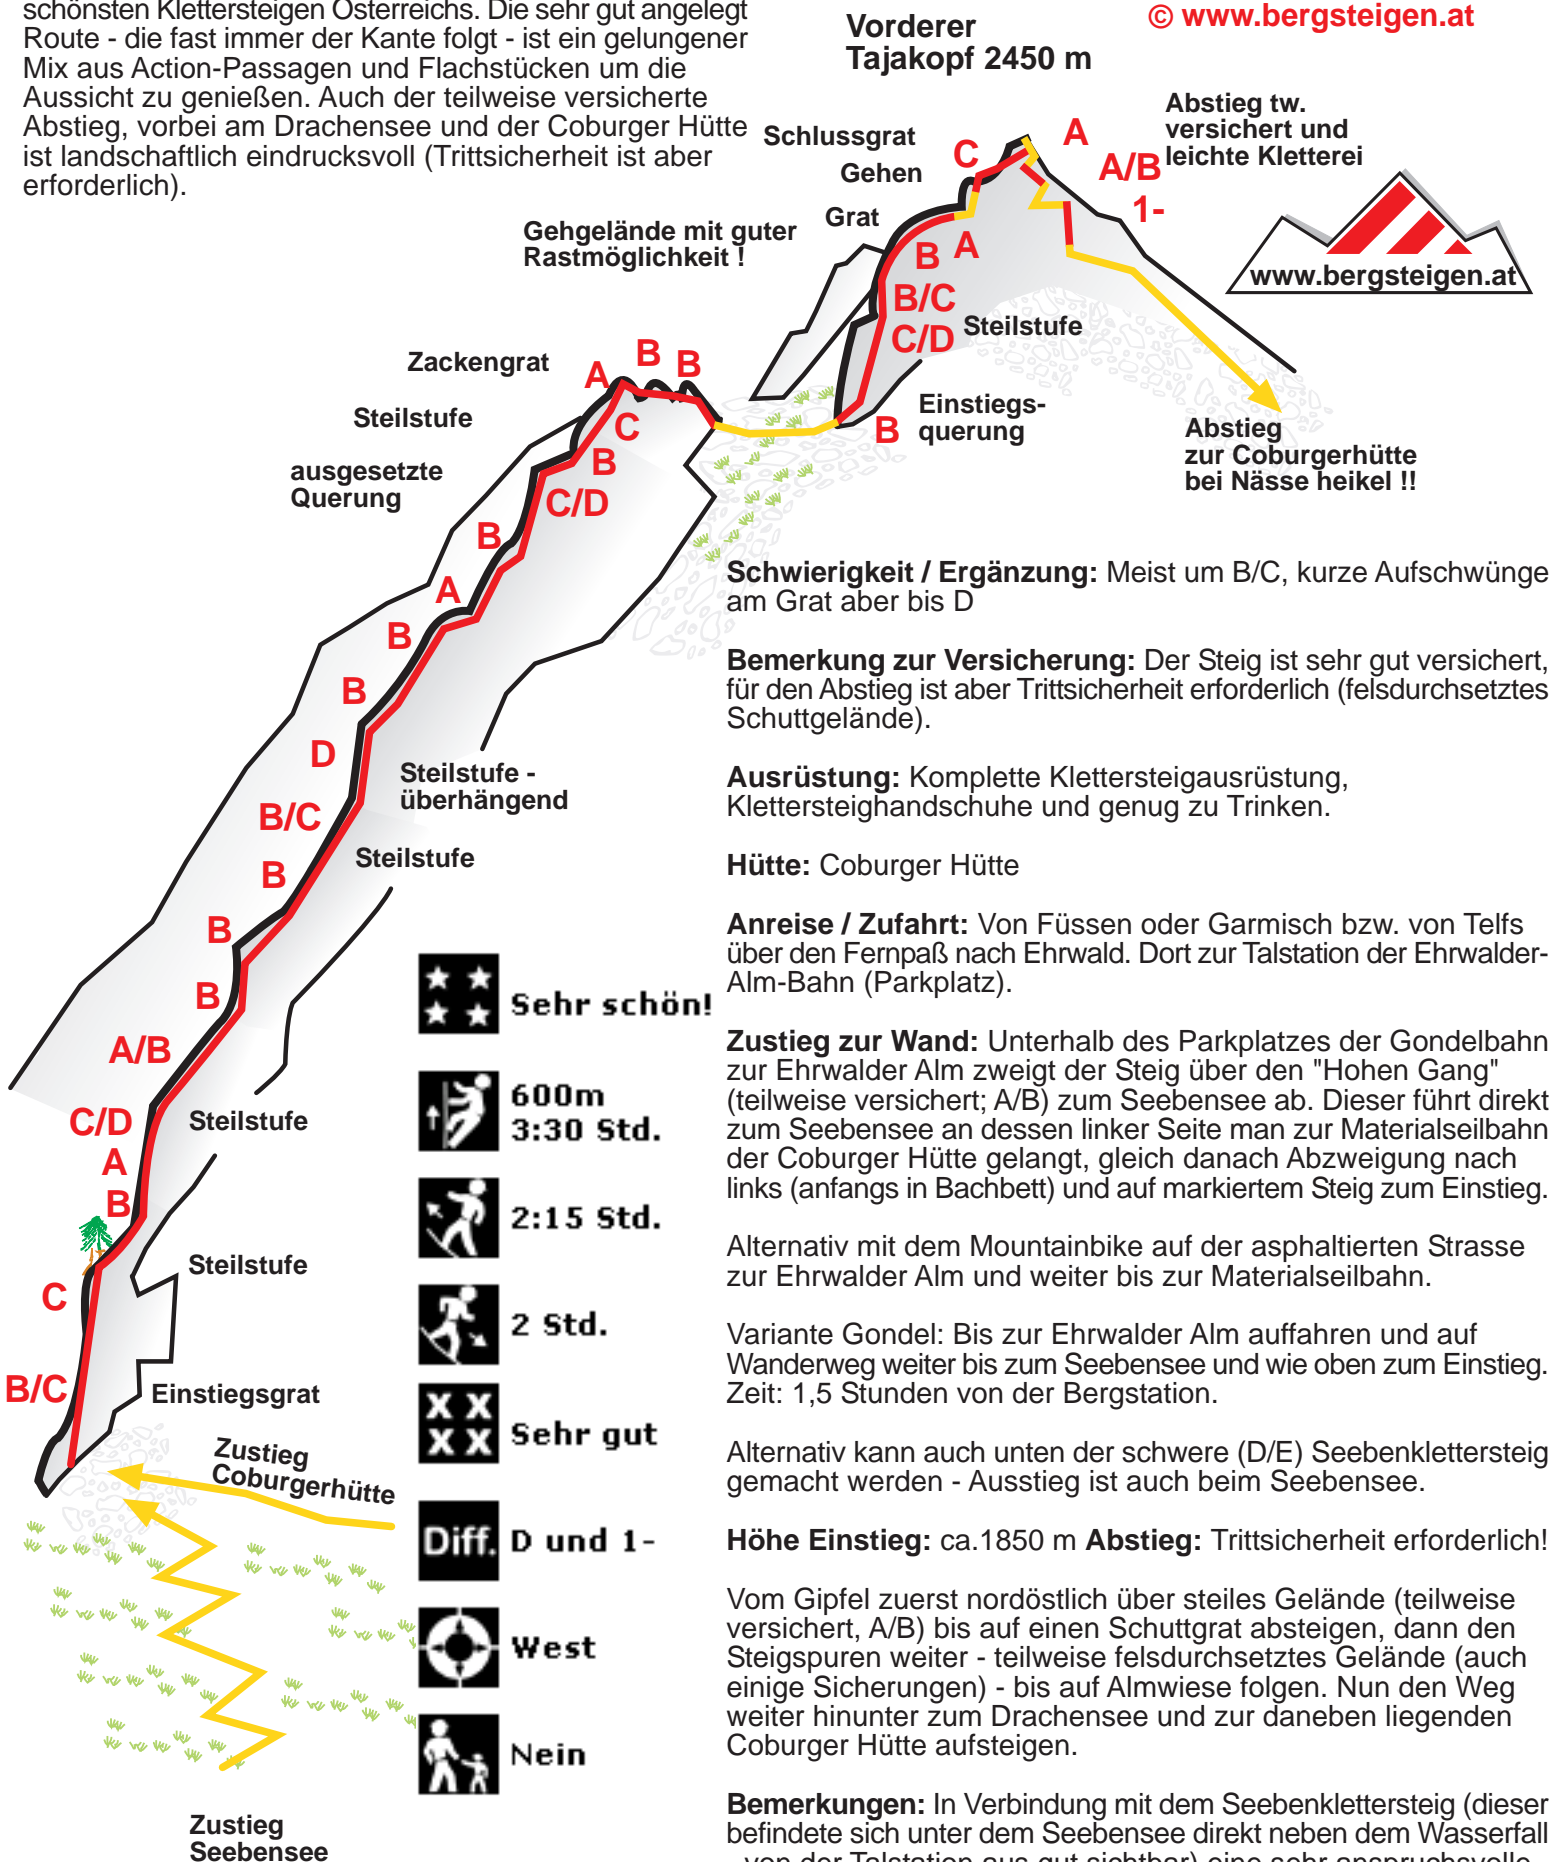 schönsten Klettersteigen Österreichs. Die sehr gut angelegt
Route - die fast immer der Kante folgt - ist ein gelungener
Mix aus Action-Passagen und Flachstücken um die
Aussicht zu genießen. Auch der teilweise versicherte
Abstieg, vorbei am Drachensee und der Coburger Hütte
ist landschaftlich eindrucksvoll (Trittsicherheit ist aber
erforderlich).
Vorderer
Tajakopf 2450 m
© www.bergsteigen.at
Abstieg tw.
versichert und
leichte Kletterei
Schlussgrat
Gehen
Grat
C
A
A/B
1-
www.bergsteigen.at
Gehgelände mit guter
Rastmöglichkeit !
B
A
B/C
C/D
Steilstufe
B
Einstiegs-
querung
Abstieg
zur Coburgerhütte
bei Nässe heikel !!
Zackengrat
A
B
B
Steilstufe
C
ausgesetzte
Querung
B
C/D
B
A
B
B
D
Steilstufe -
überhängend
B/C
Steilstufe
B
B
B
A/B
C/D
Steilstufe
A
B
Steilstufe
C
B/C
Einstiegsgrat
Zustieg
Coburgerhütte
Zustieg
Seebensee
Sehr schön!
600m
3:30 Std.
2:15 Std.
2 Std.
X X
X X
Sehr gut
Diff.
D und 1-
West
Nein
Schwierigkeit / Ergänzung: Meist um B/C, kurze Aufschwünge
am Grat aber bis D
Bemerkung zur Versicherung: Der Steig ist sehr gut versichert,
für den Abstieg ist aber Trittsicherheit erforderlich (felsdurchsetztes
Schuttgelände).
Ausrüstung: Komplette Klettersteigausrüstung,
Klettersteighandschuhe und genug zu Trinken.
Hütte: Coburger Hütte
Anreise / Zufahrt: Von Füssen oder Garmisch bzw. von Telfs
über den Fernpaß nach Ehrwald. Dort zur Talstation der Ehrwalder-
Alm-Bahn (Parkplatz).
Zustieg zur Wand: Unterhalb des Parkplatzes der Gondelbahn
zur Ehrwalder Alm zweigt der Steig über den "Hohen Gang"
(teilweise versichert; A/B) zum Seebensee ab. Dieser führt direkt
zum Seebensee an dessen linker Seite man zur Materialseilbahn
der Coburger Hütte gelangt, gleich danach Abzweigung nach
links (anfangs in Bachbett) und auf markiertem Steig zum Einstieg.
Alternativ mit dem Mountainbike auf der asphaltierten Strasse
zur Ehrwalder Alm und weiter bis zur Materialseilbahn.
Variante Gondel: Bis zur Ehrwalder Alm auffahren und auf
Wanderweg weiter bis zum Seebensee und wie oben zum Einstieg.
Zeit: 1,5 Stunden von der Bergstation.
Alternativ kann auch unten der schwere (D/E) Seebenklettersteig
gemacht werden - Ausstieg ist auch beim Seebensee.
Höhe Einstieg: ca.1850 m Abstieg: Trittsicherheit erforderlich!
Vom Gipfel zuerst nordöstlich über steiles Gelände (teilweise
versichert, A/B) bis auf einen Schuttgrat absteigen, dann den
Steigspuren weiter - teilweise felsdurchsetztes Gelände (auch
einige Sicherungen) - bis auf Almwiese folgen. Nun den Weg
weiter hinunter zum Drachensee und zur daneben liegenden
Coburger Hütte aufsteigen.
Bemerkungen: In Verbindung mit dem Seebenklettersteig (dieser
befindete sich unter dem Seebensee direkt neben dem Wasserfall
- von der Talstation aus gut sichtbar) eine sehr anspruchsvolle